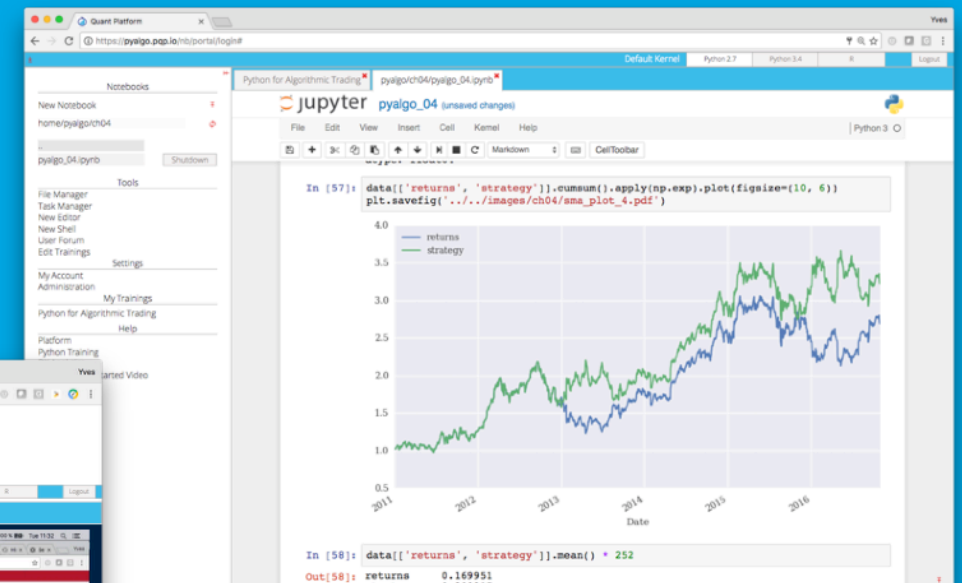 Quant Platform
Yves
https://pyalgo.pqp.io/nb/portal/login#
Default Kernel Python 2.7 Python 3.4 R Logout
Notebooks
New Notebook
home/pyalgo/ch04
..
pyalgo_04.ipynb Shutdown
Tools
File Manager
Task Manager
New Editor
New Shell
User Forum
Edit Trainings
Settings
My Account
Administration
My Trainings
Python for Algorithmic Trading
Help
Platform
Python Training
arted Video
Python for Algorithmic Trading pyalgo/ch04/pyalgo_04.ipynb
jupyter pyalgo_04 (unsaved changes)
File Edit View Insert Cell Kernel Help Python 3
Markdown CellToolbar
In [57]: data[['returns', 'strategy']].cumsum().apply(np.exp).plot(figsize=(10, 6))
plt.savefig('../../images/ch04/sma_plot_4.pdf')
4.0
returns
strategy
3.5
3.0
2.5
2.0
1.5
1.0
0.5
2011 2012 2013 2014 2015 2016
Date
In [58]: data[['returns', 'strategy']].mean() * 252
Out[58]: returns 0.169951
Yves
R Logout
Tue 11:32